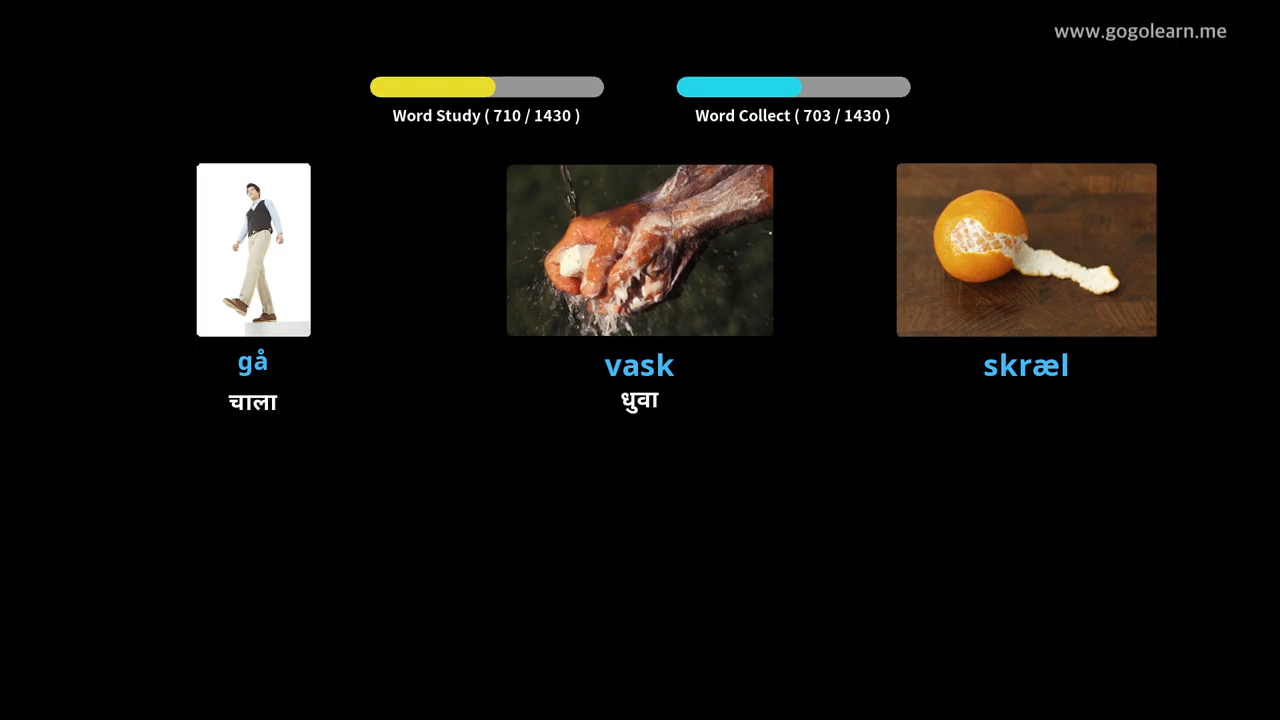 www.gogolearn.me
Word Study ( 710 / 1430 )
Word Collect ( 703 / 1430 )
gå
vask
skræl
चाला
धुवा